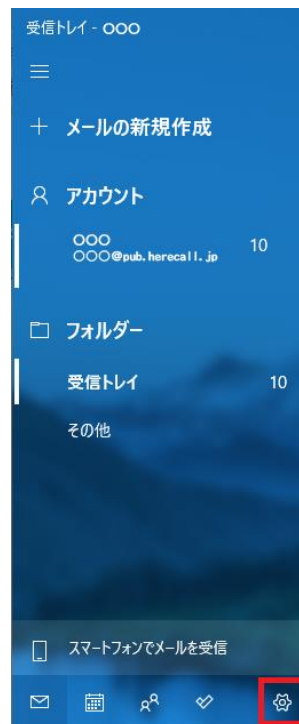 受信トレイ - ○○○
メールの新規作成
アカウント
○○○ 10
○○○@pub.herecall.jp
フォルダー
受信トレイ 10
その他
スマートフォンでメールを受信